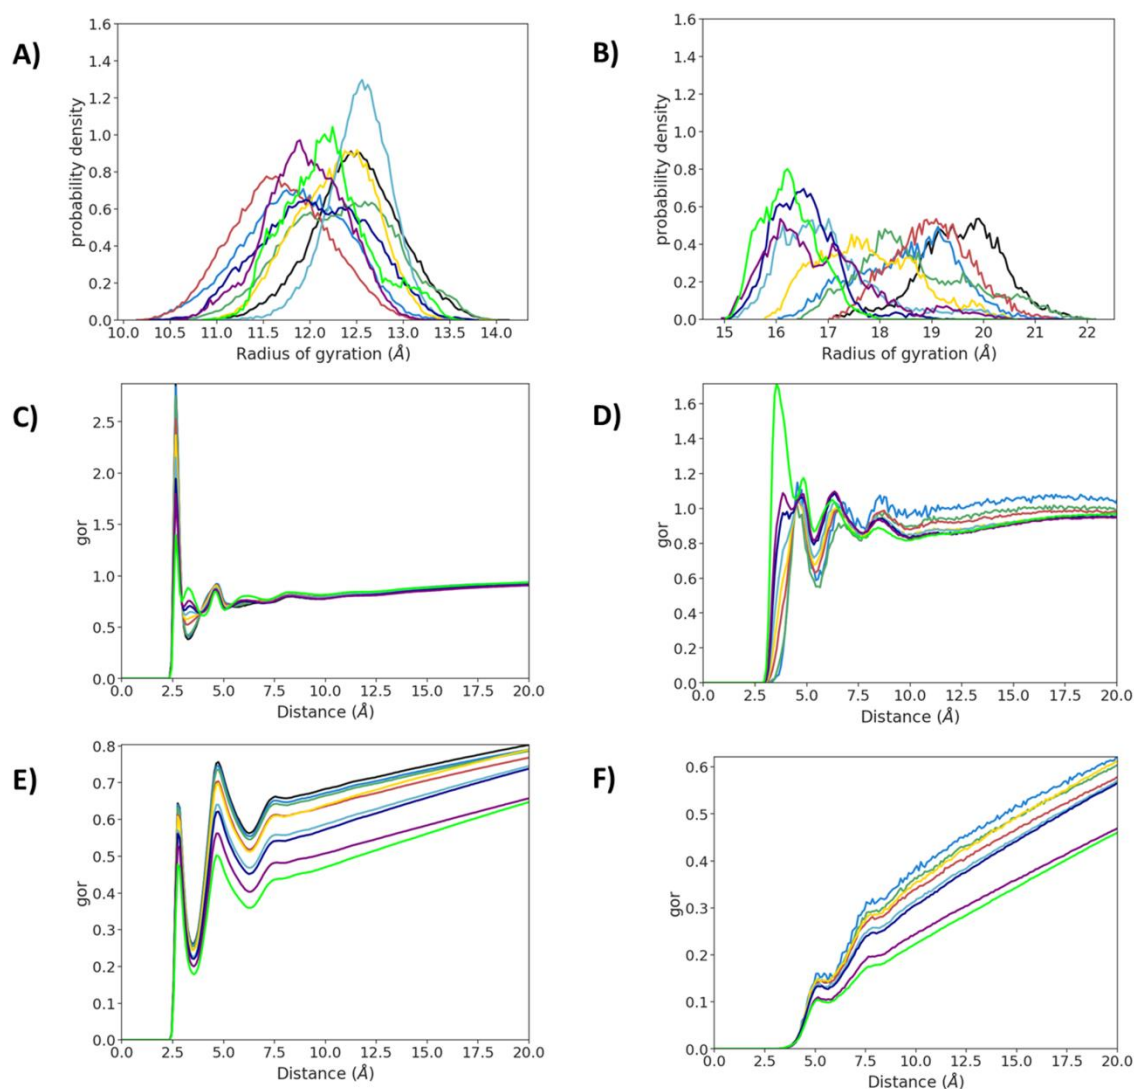 A)
probability density
1.6
1.4
1.2
1.0
0.8
0.6
0.4
0.2
0.0
10.0 10.5 11.0 11.5 12.0 12.5 13.0 13.5 14.0
Radius of gyration (Å)
B)
probability density
1.6
1.4
1.2
1.0
0.8
0.6
0.4
0.2
0.0
15 16 17 18 19 20 21 22
Radius of gyration (Å)
C)
gor
2.5
2.0
1.5
1.0
0.5
0.0
0.0 2.5 5.0 7.5 10.0 12.5 15.0 17.5 20.0
Distance (Å)
D)
gor
1.6
1.4
1.2
1.0
0.8
0.6
0.4
0.2
0.0
0.0 2.5 5.0 7.5 10.0 12.5 15.0 17.5 20.0
Distance (Å)
E)
gor
0.8
0.7
0.6
0.5
0.4
0.3
0.2
0.1
0.0
0.0 2.5 5.0 7.5 10.0 12.5 15.0 17.5 20.0
Distance (Å)
F)
gor
0.6
0.5
0.4
0.3
0.2
0.1
0.0
0.0 2.5 5.0 7.5 10.0 12.5 15.0 17.5 20.0
Distance (Å)